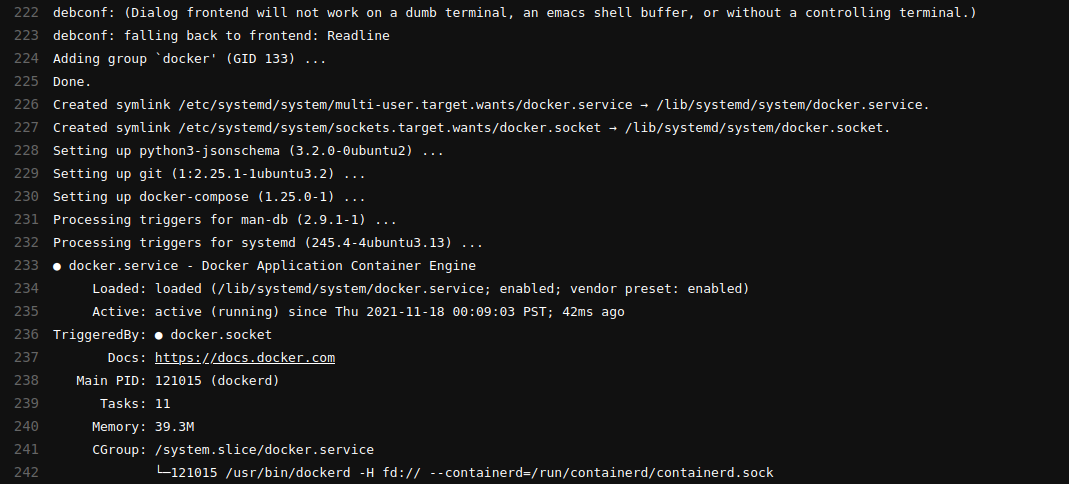 222 debconf: (Dialog frontend will not work on a dumb terminal, an emacs shell buffer, or without a controlling terminal.)
223 debconf: falling back to frontend: Readline
224 Adding group `docker' (GID 133) ...
225 Done.
226 Created symlink /etc/systemd/system/multi-user.target.wants/docker.service → /lib/systemd/system/docker.service.
227 Created symlink /etc/systemd/system/sockets.target.wants/docker.socket → /lib/systemd/system/docker.socket.
228 Setting up python3-jsonschema (3.2.0-0ubuntu2) ...
229 Setting up git (1:2.25.1-1ubuntu3.2) ...
230 Setting up docker-compose (1.25.0-1) ...
231 Processing triggers for man-db (2.9.1-1) ...
232 Processing triggers for systemd (245.4-4ubuntu3.13) ...
233 ● docker.service - Docker Application Container Engine
234      Loaded: loaded (/lib/systemd/system/docker.service; enabled; vendor preset: enabled)
235      Active: active (running) since Thu 2021-11-18 00:09:03 PST; 42ms ago
236 TriggeredBy: ● docker.socket
237        Docs: https://docs.docker.com
238    Main PID: 121015 (dockerd)
239       Tasks: 11
240      Memory: 39.3M
241      CGroup: /system.slice/docker.service
242              └─121015 /usr/bin/dockerd -H fd:// --containerd=/run/containerd/containerd.sock